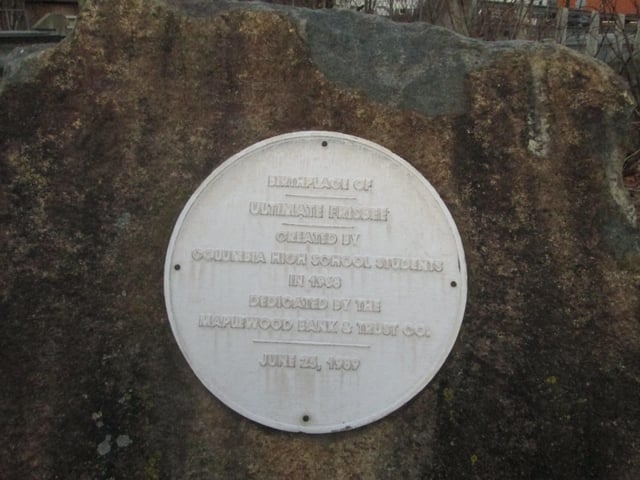 BIRTHPLACE OF
ULTIMATE FRISBEE
CREATED BY
COLUMBIA HIGH SCHOOL STUDENTS
IN 1968
DEDICATED BY THE
MAPLEWOOD BANK & TRUST CO.
JUNE 25, 1989